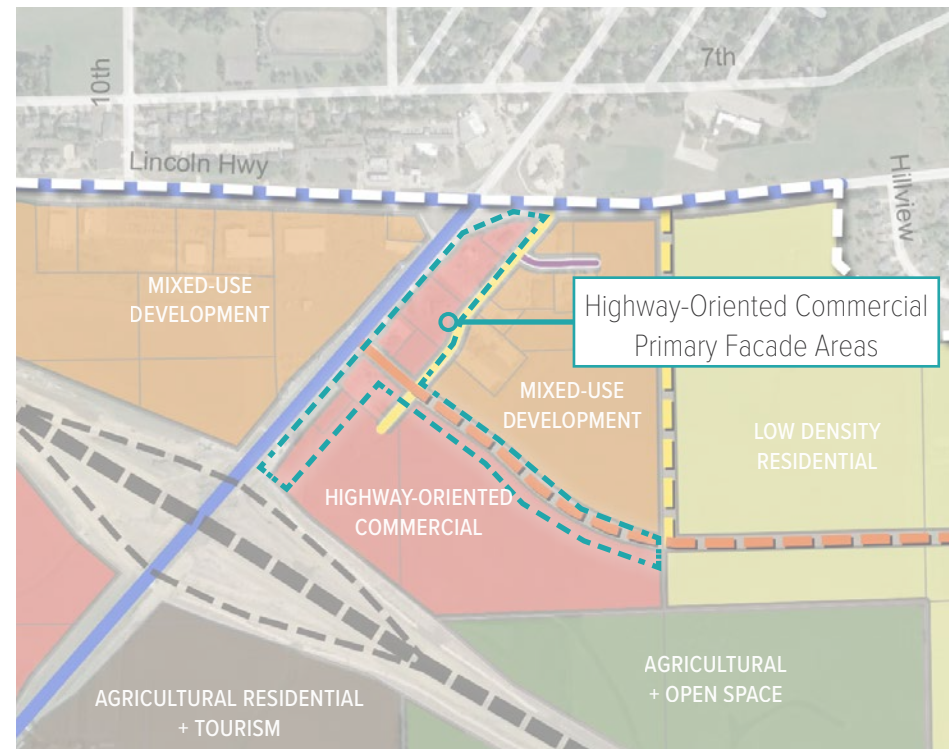 7th
10th
Lincoln Hwy
Hillview
MIXED-USE
DEVELOPMENT
Highway-Oriented Commercial
Primary Facade Areas
MIXED-USE
DEVELOPMENT
LOW DENSITY
RESIDENTIAL
HIGHWAY-ORIENTED
COMMERCIAL
AGRICULTURAL
+ OPEN SPACE
AGRICULTURAL RESIDENTIAL
+ TOURISM